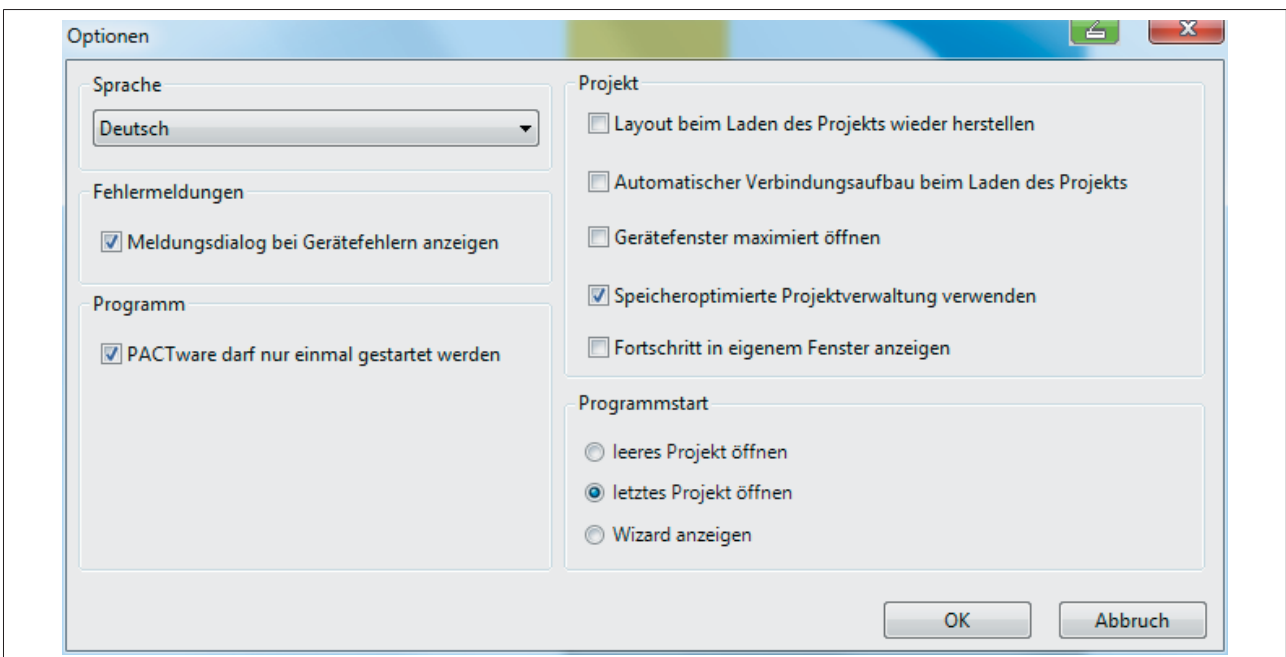 Optionen
Sprache
Deutsch
Fehlermeldungen
Meldungsdialog bei Gerätefehlern anzeigen
Programm
PACTware darf nur einmal gestartet werden
Projekt
Layout beim Laden des Projekts wieder herstellen
Automatischer Verbindungsaufbau beim Laden des Projekts
Gerätefenster maximiert öffnen
Speicheroptimierte Projektverwaltung verwenden
Fortschritt in eigenem Fenster anzeigen
Programmstart
leeres Projekt öffnen
letztes Projekt öffnen
Wizard anzeigen
OK
Abbruch